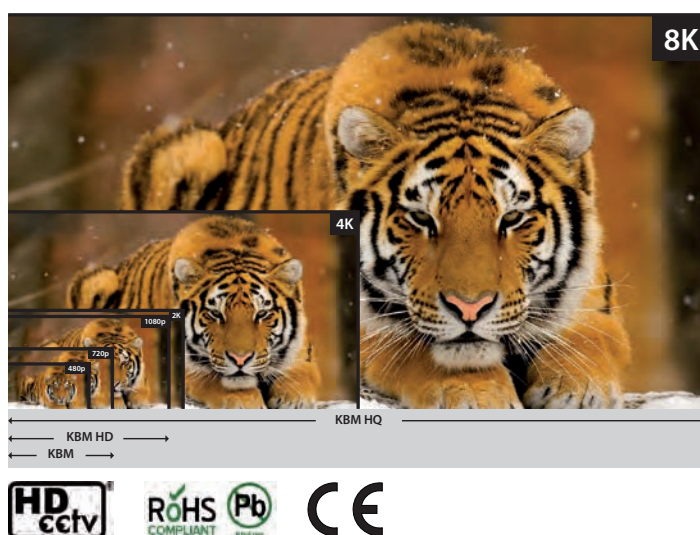 8K
4K
2K
1080p
720p
480p
KBM HQ
KBM HD
KBM
HD
cctv
RoHS
COMPLIANT
Pb
CE